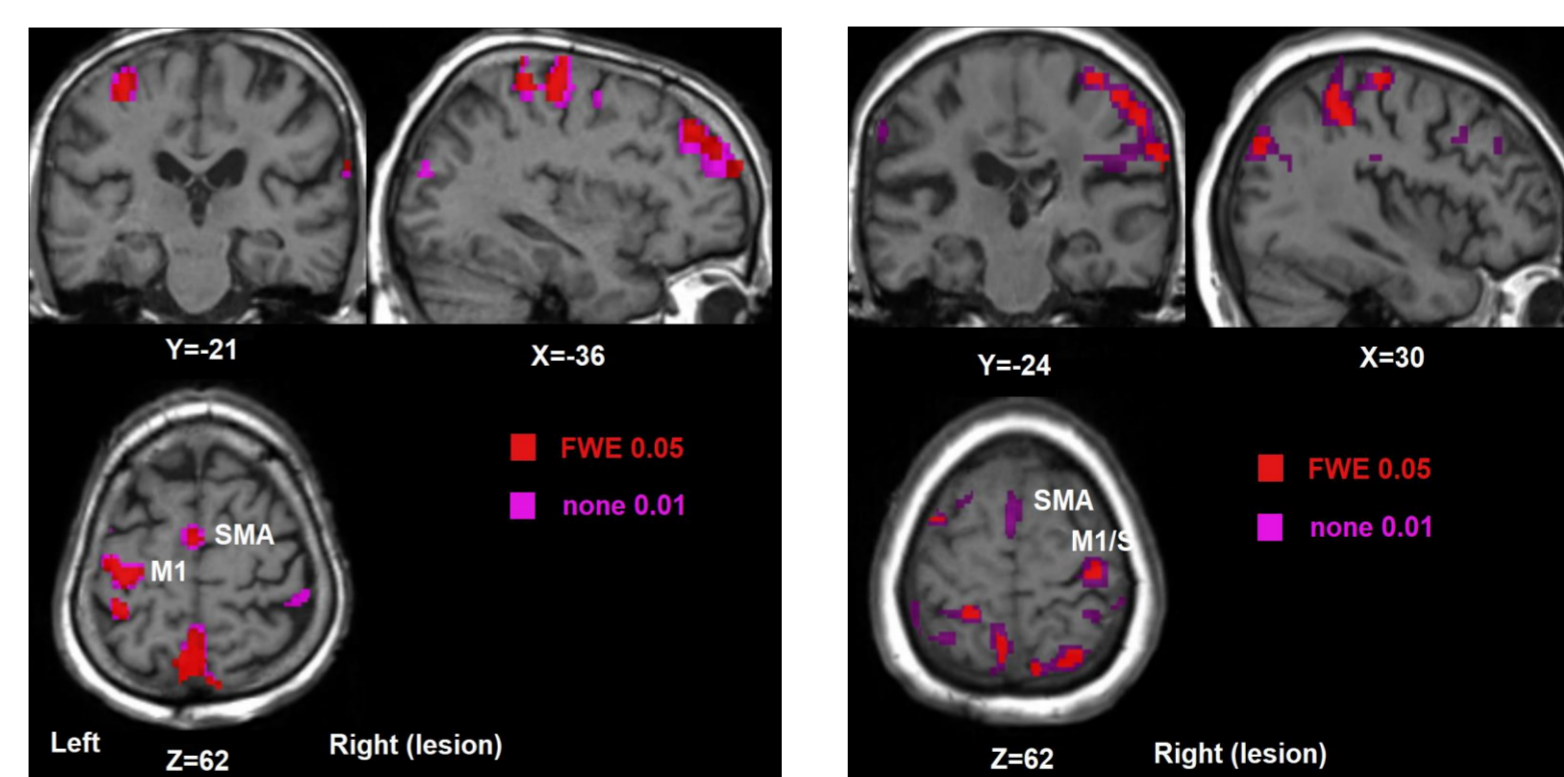 Y=-21
X=-36
FWE 0.05
none 0.01
SMA
M1
Left
Z=62
Right (lesion)
Y=-24
X=30
FWE 0.05
none 0.01
SMA
M1/S
Z=62
Right (lesion)